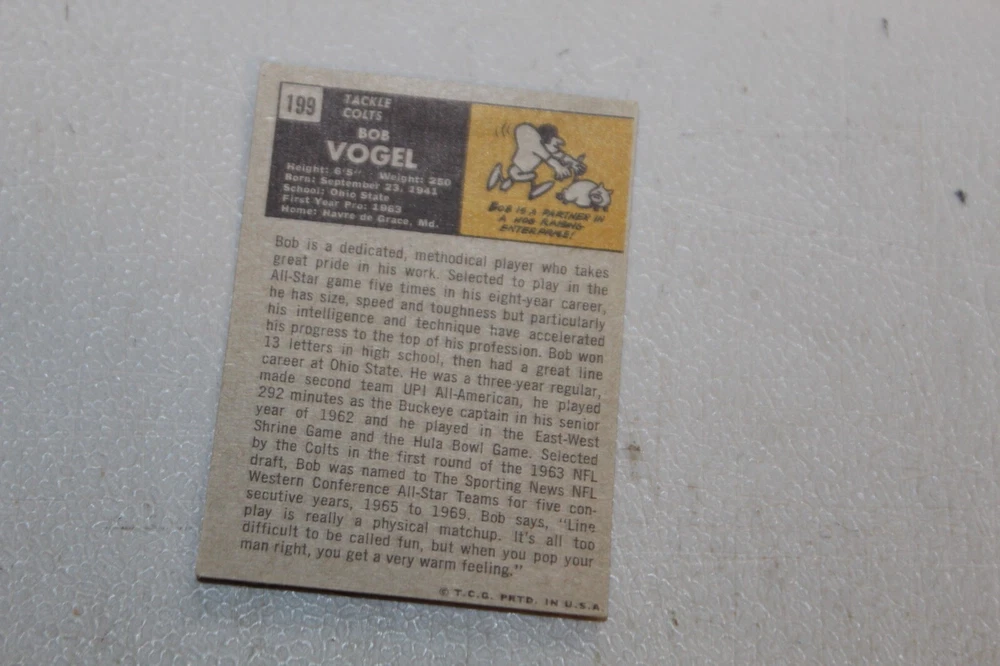 199
TACKLE
COLTS
BOB
VOGEL
Height: 6'5" Weight: 250
Born: September 23, 1941
School: Ohio State
First Year Pro: 1963
Home: Havre de Grace, Md.
BOB IS A PARTNER IN
A HOG RAISING
ENTERPRISE!
Bob is a dedicated, methodical player who takes
great pride in his work. Selected to play in the
All-Star game five times in his eight-year career,
he has size, speed and toughness but particularly
his intelligence and technique have accelerated
his progress to the top of his profession. Bob won
13 letters in high school, then had a great line
career at Ohio State. He was a three-year regular,
made second team UPI All-American, he played
292 minutes as the Buckeye captain in his senior
year of 1962 and he played in the East-West
Shrine Game and the Hula Bowl Game. Selected
by the Colts in the first round of the 1963 NFL
draft, Bob was named to The Sporting News NFL
Western Conference All-Star Teams for five con-
secutive years, 1965 to 1969. Bob says, "Line
play is really a physical matchup. It's all too
difficult to be called fun, but when you pop your
man right, you get a very warm feeling."
© T.C.G. PRTD. IN U.S.A